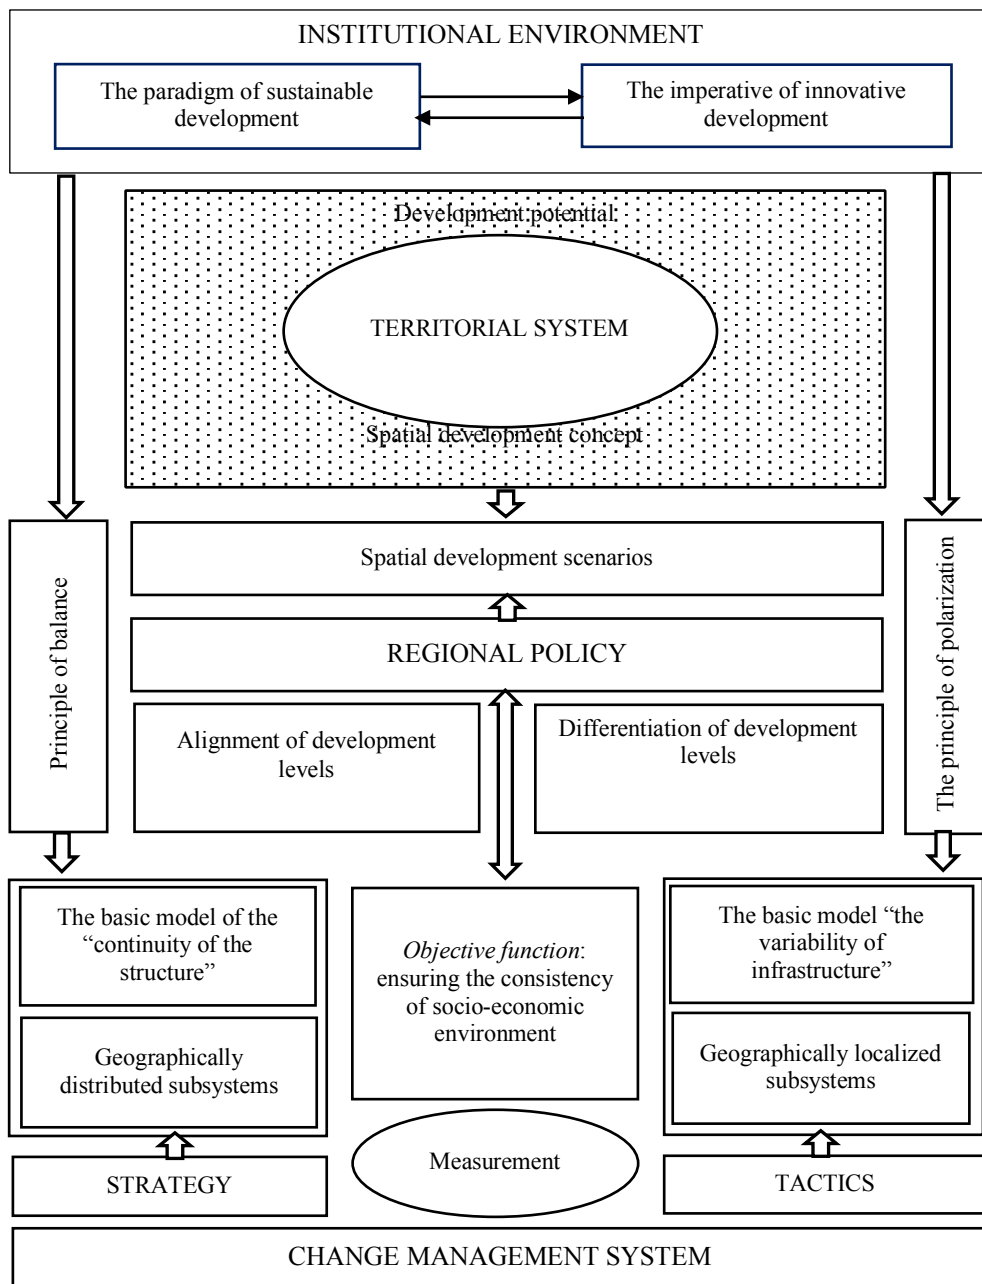 INSTITUTIONAL ENVIRONMENT
The paradigm of sustainable
development
The imperative of innovative
development
Development potential
TERRITORIAL SYSTEM
Spatial development concept
Spatial development scenarios
Principle of balance
REGIONAL POLICY
The principle of polarization
Alignment of development
levels
Differentiation of development
levels
The basic model of the
“continuity of the
structure”
Geographically
distributed subsystems
Objective function:
ensuring the consistency
of socio-economic
environment
The basic model “the
variability of
infrastructure”
Geographically localized
subsystems
STRATEGY
Measurement
TACTICS
CHANGE MANAGEMENT SYSTEM